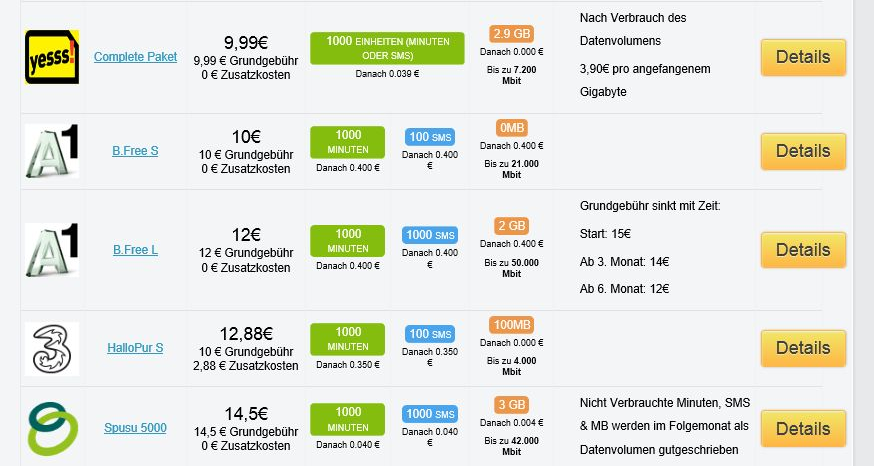 yesss!
Complete Paket
9,99€
9,99 € Grundgebühr
0 € Zusatzkosten
1000 EINHEITEN (MINUTEN
ODER SMS)
Danach 0.039 €
2.9 GB
Danach 0.000 €
Bis zu 7.200
Mbit
Nach Verbrauch des
Datenvolumens
3,90€ pro angefangenem
Gigabyte
Details
A1
B.Free S
10€
10 € Grundgebühr
0 € Zusatzkosten
1000
MINUTEN
Danach 0.400 €
100 SMS
Danach 0.400
€
0MB
Danach 0.400 €
Bis zu 21.000
Mbit
Details
A1
B.Free L
12€
12 € Grundgebühr
0 € Zusatzkosten
1000
MINUTEN
Danach 0.400 €
1000 SMS
Danach 0.400
€
2 GB
Danach 0.400 €
Bis zu 50.000
Mbit
Grundgebühr sinkt mit Zeit:
Start: 15€
Ab 3. Monat: 14€
Ab 6. Monat: 12€
Details
3
HalloPur S
12,88€
10 € Grundgebühr
2,88 € Zusatzkosten
1000
MINUTEN
Danach 0.350 €
100 SMS
Danach 0.350
€
100MB
Danach 0.000 €
Bis zu 4.000
Mbit
Details
Spusu 5000
14,5€
14,5 € Grundgebühr
0 € Zusatzkosten
1000
MINUTEN
Danach 0.040 €
1000 SMS
Danach 0.040
€
3 GB
Danach 0.004 €
Bis zu 42.000
Mbit
Nicht Verbrauchte Minuten, SMS
& MB werden im Folgemonat als
Datenvolumen gutgeschrieben
Details